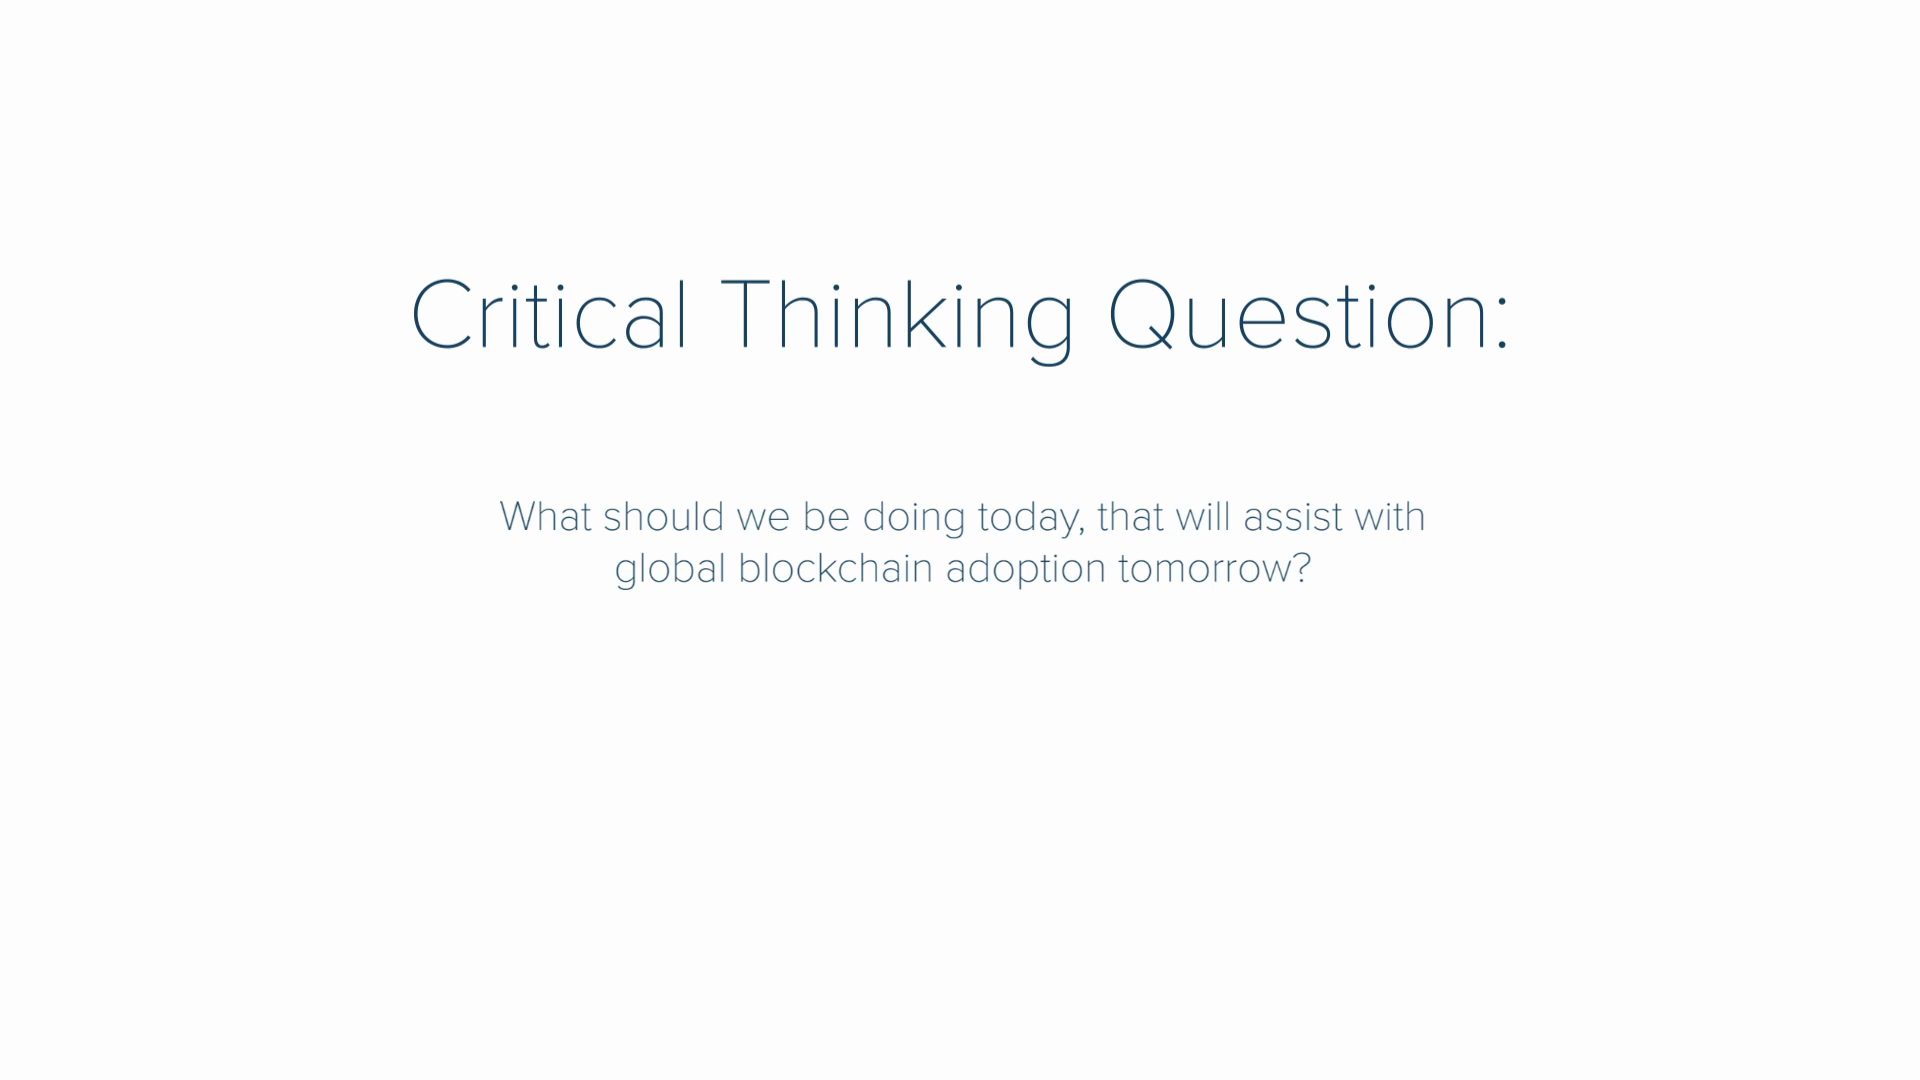 Critical Thinking Question:
What should we be doing today, that will assist with
global blockchain adoption tomorrow?